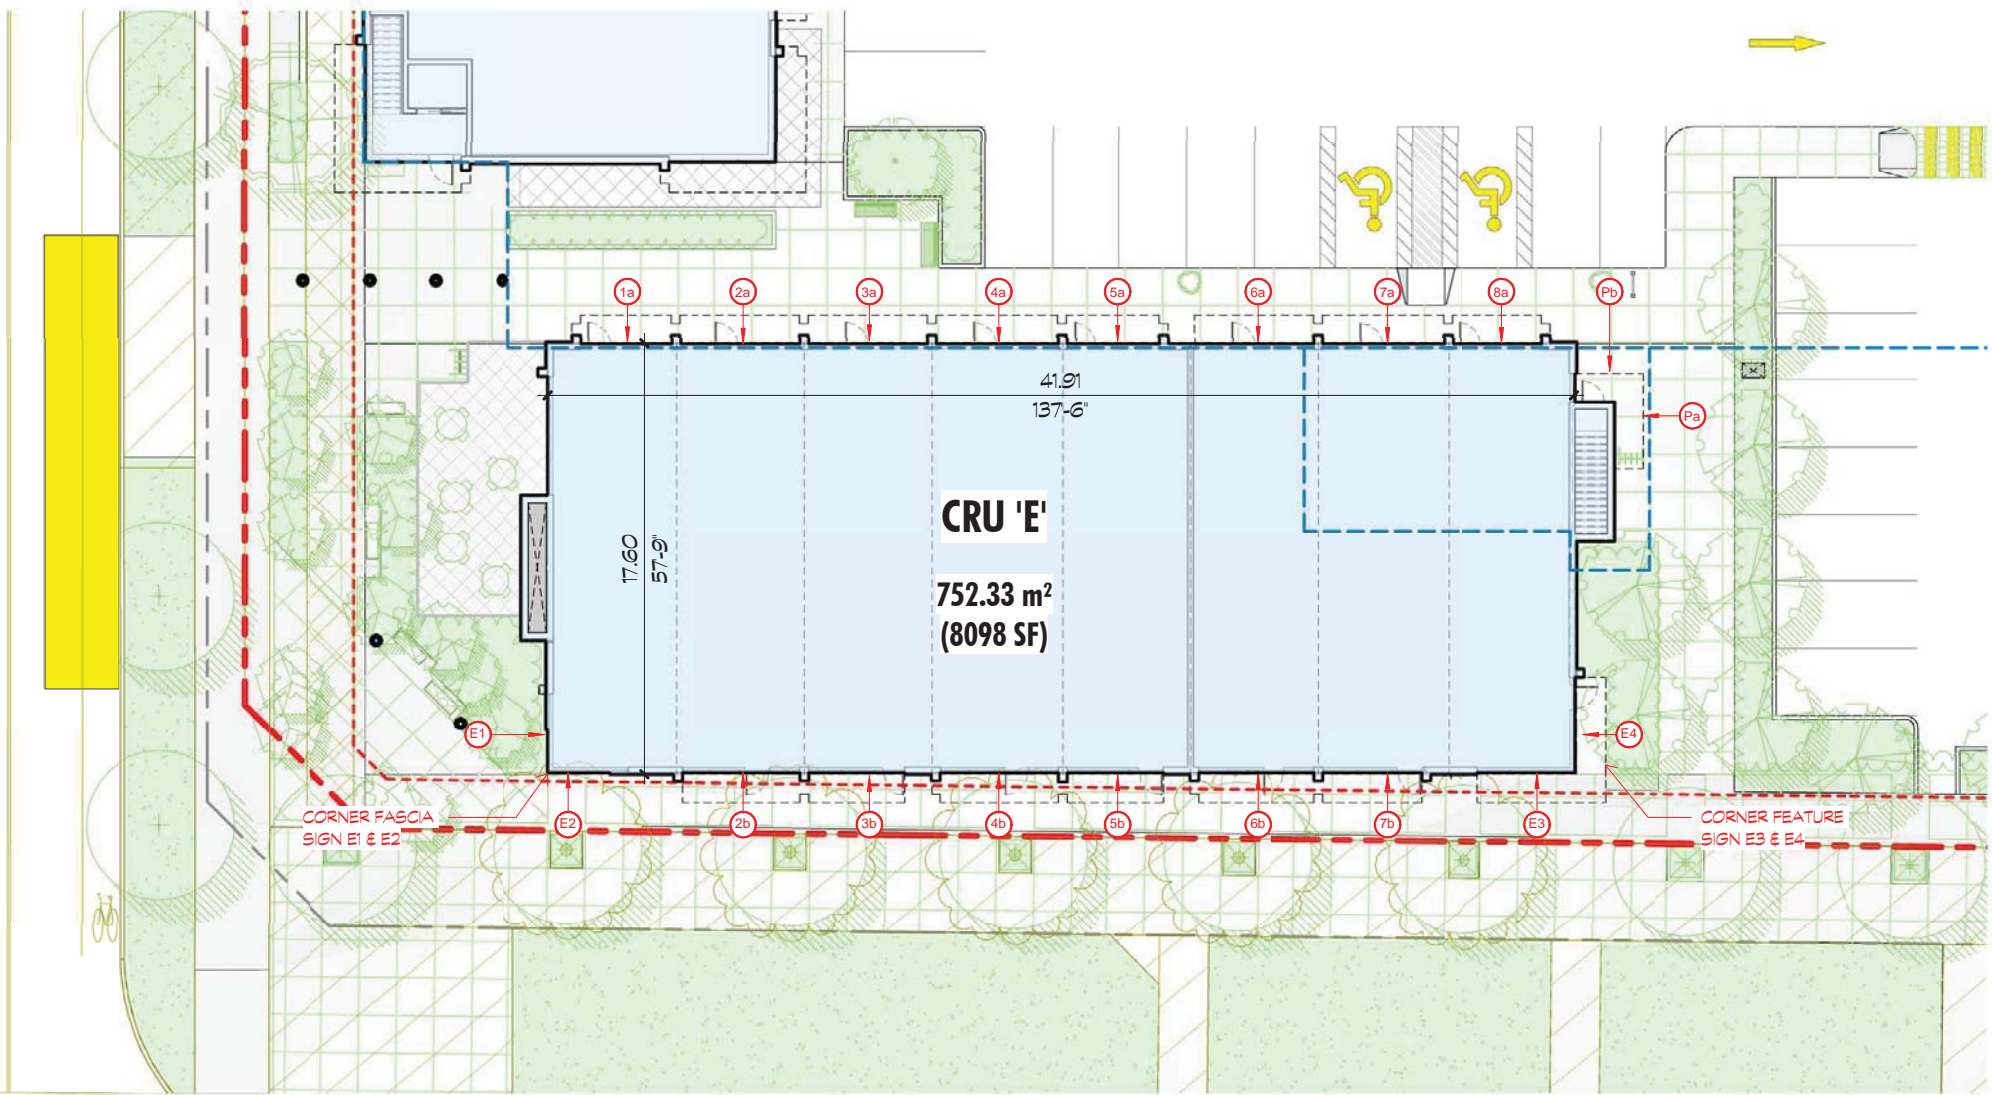 1a
2a
3a
4a
5a
6a
7a
8a
Pb
41.91
137-6"
Pa
CRU 'E'
17.60
57-9"
752.33 m²
(8098 SF)
E1
E4
CORNER FASCIA
SIGN E1 & E2
E2
2b
3b
4b
5b
6b
7b
E3
CORNER FEATURE
SIGN E3 & E4